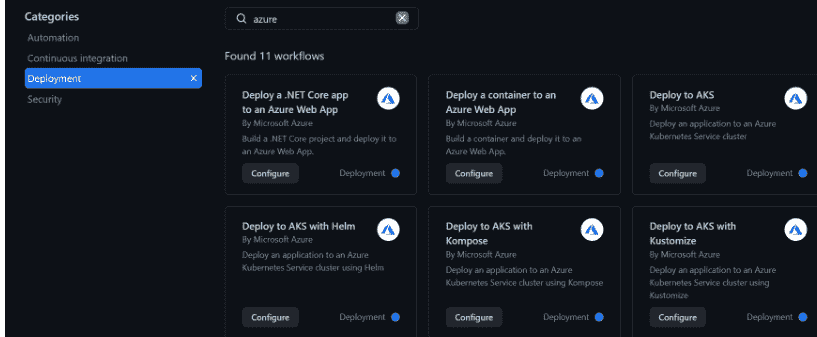 Categories
Automation
Continuous integration
Deployment
Security
azure
Found 11 workflows
Deploy a .NET Core app
to an Azure Web App
By Microsoft Azure
Build a .NET Core project and deploy it to
an Azure Web App.
Configure
Deployment
Deploy a container to an
Azure Web App
By Microsoft Azure
Build a container and deploy it to an
Azure Web App.
Configure
Deployment
Deploy to AKS
By Microsoft Azure
Deploy an application to an Azure
Kubernetes Service cluster
Configure
Deployment
Deploy to AKS with Helm
By Microsoft Azure
Deploy an application to an Azure
Kubernetes Service cluster using Helm
Configure
Deployment
Deploy to AKS with
Kompose
By Microsoft Azure
Deploy an application to an Azure
Kubernetes Service cluster using Kompose
Configure
Deployment
Deploy to AKS with
Kustomize
By Microsoft Azure
Deploy an application to an Azure
Kubernetes Service cluster using
Kustomize
Configure
Deployment